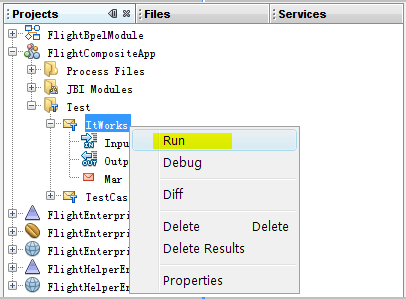 Projects Files Services
FlightBpelModule
FlightCompositeApp
Process Files
JBI Modules
Test
ItWorks
Inpu
Outp
Mar
TestCas
FlightEnterpri
FlightEnterpri
FlightEnterpri
FlightHelperEn
FlightHelperEn
Run
Debug
Diff
Delete Delete
Delete Results
Properties